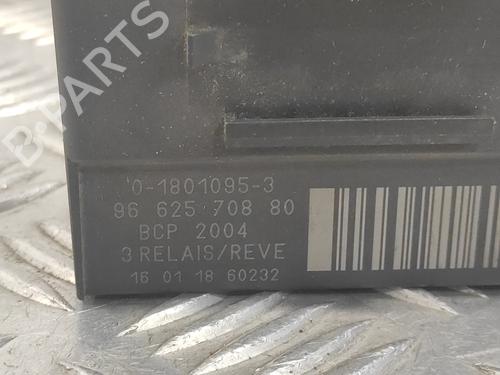 B-PARTS
0-1801095-3
96 625 708 80
BCP 2004
3 RELAIS/REVE
16 01 18 60232